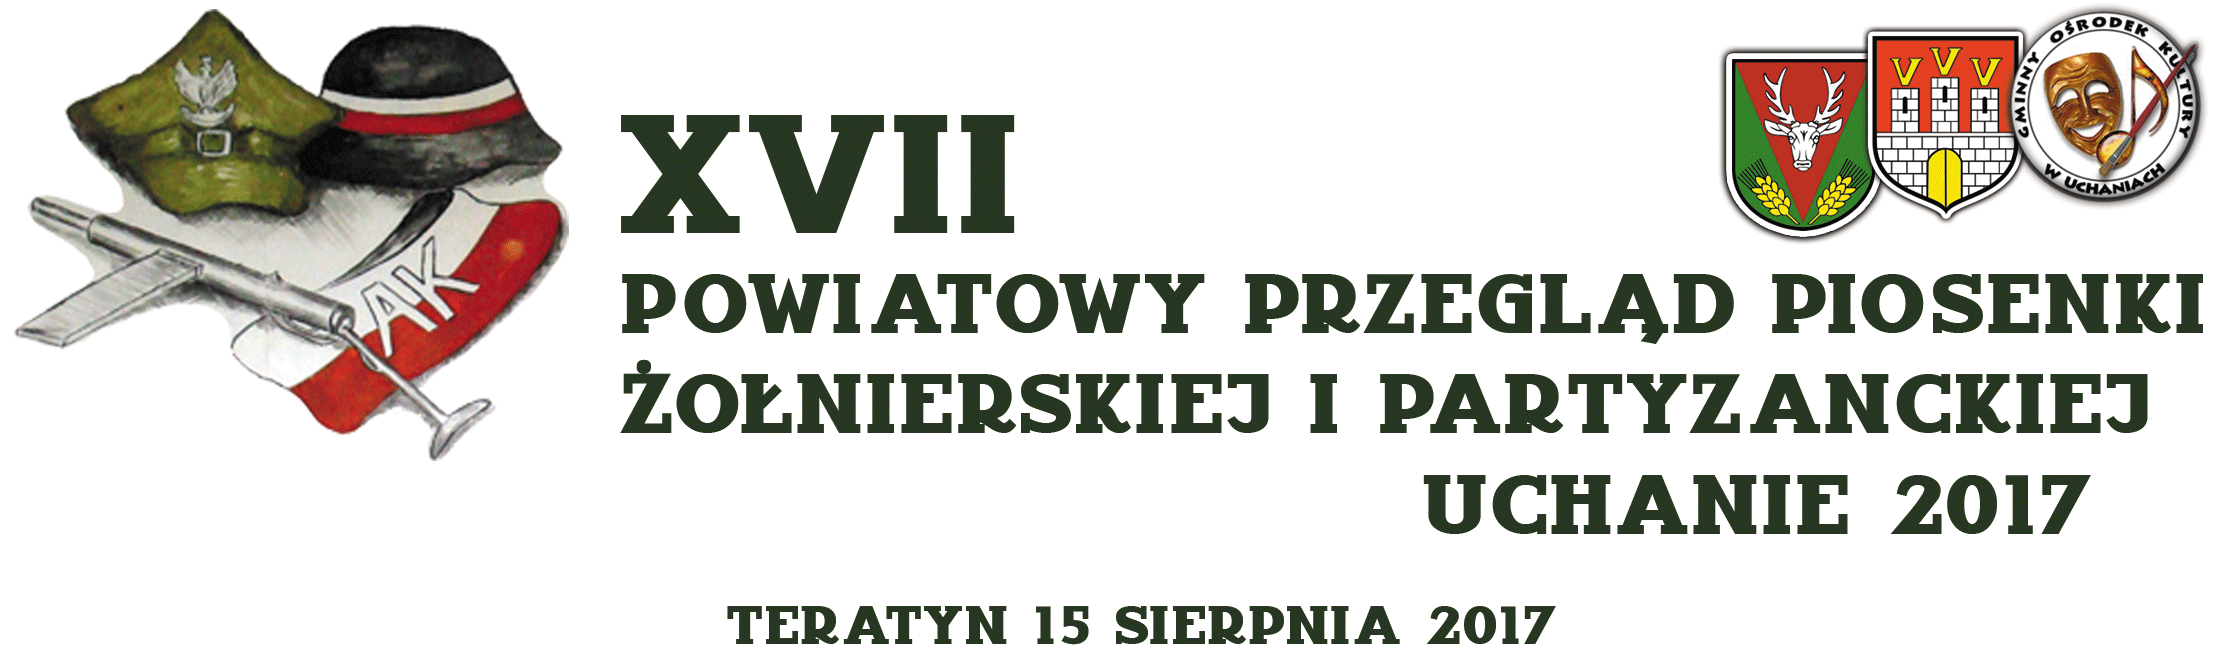 XVII
POWIATOWY PRZEGLĄD PIOSENKI
ŻOŁNIERSKIEJ I PARTYZANCKIEJ
UCHANIE 2017
TERATYN 15 SIERPNIA 2017
AK
GMINNY OŚRODEK KULTURY
W UCHANIACH